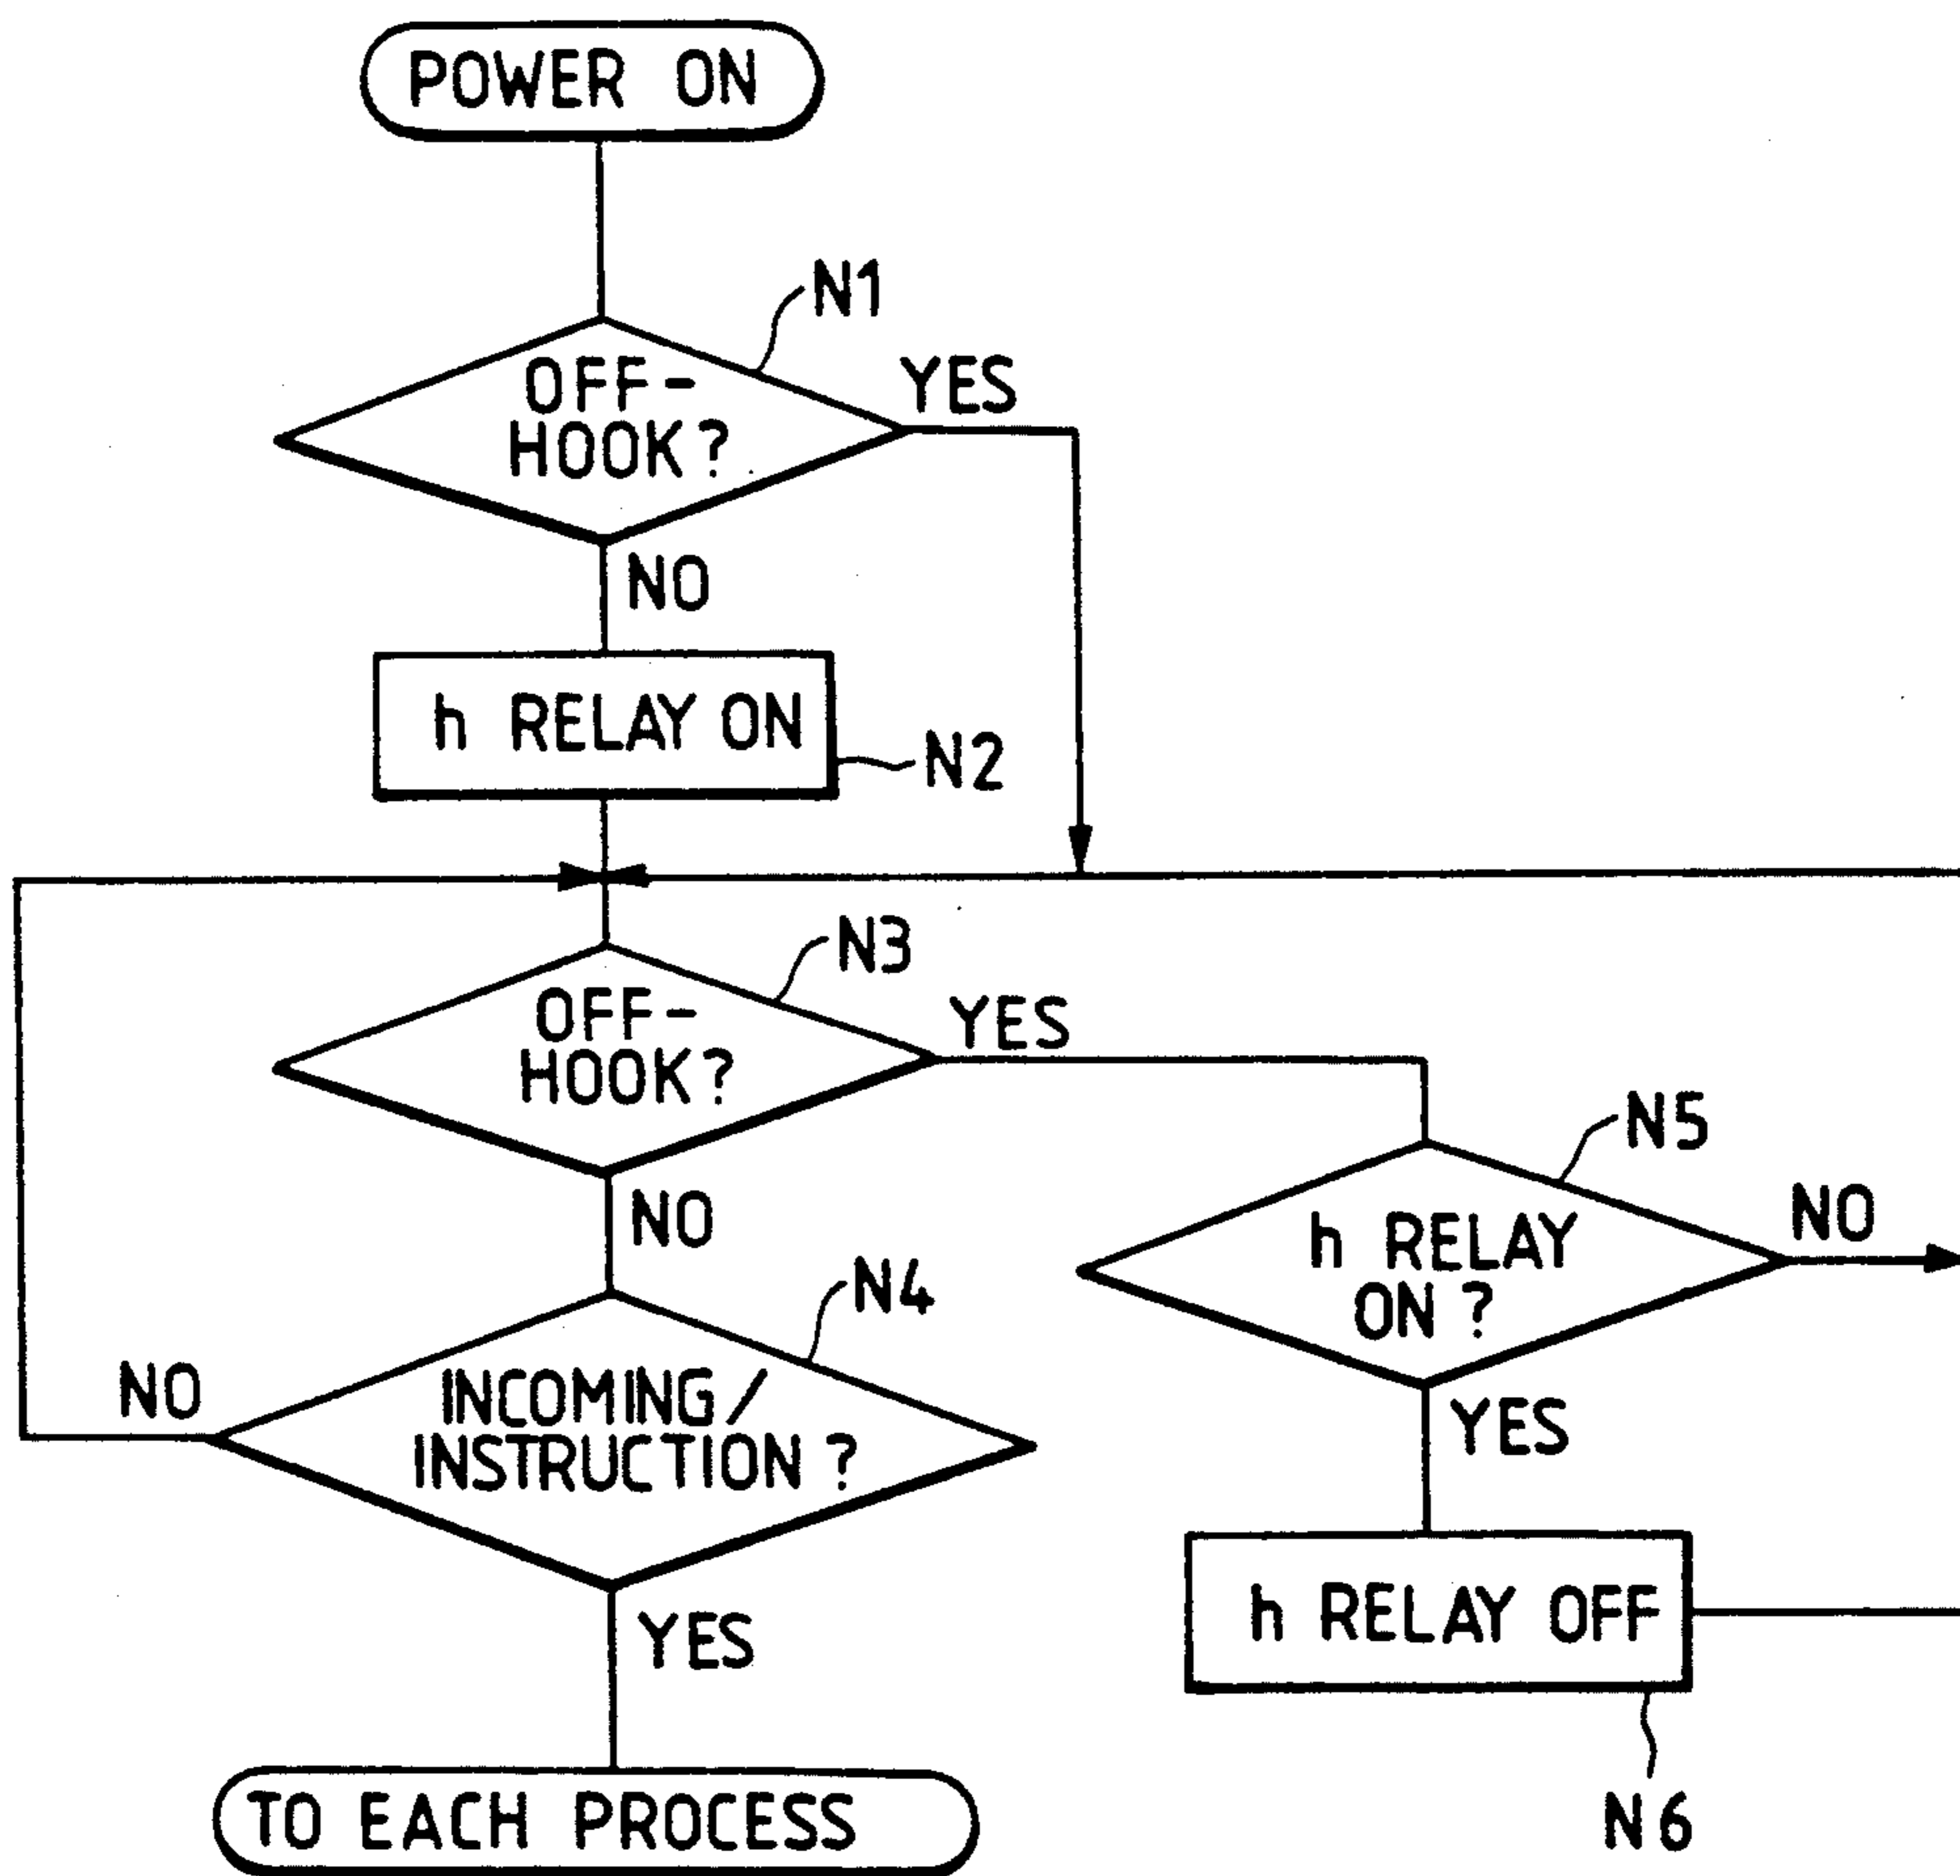 POWER ON
N1
OFF-
HOOK?
YES
NO
h RELAY ON
N2
N3
OFF-
HOOK?
YES
NO
N5
h RELAY
ON ?
NO
N4
INCOMING/
INSTRUCTION ?
NO
YES
YES
h RELAY OFF
N6
TO EACH PROCESS